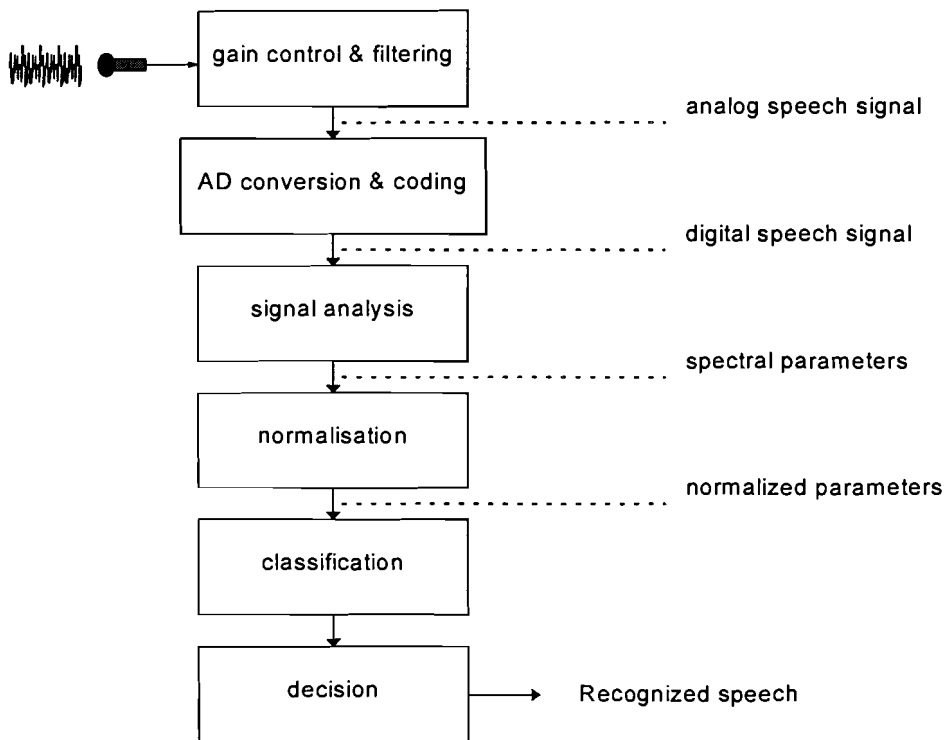 gain control & filtering
analog speech signal
AD conversion & coding
digital speech signal
signal analysis
spectral parameters
normalisation
normalized parameters
classification
decision
Recognized speech